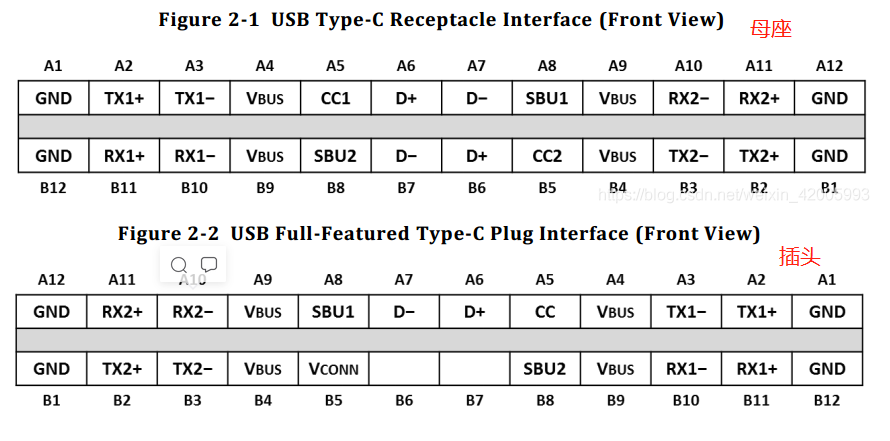 Figure 2-1 USB Type-C Receptacle Interface (Front View)
母座
A1 A2 A3 A4 A5 A6 A7 A8 A9 A10 A11 A12
GND TX1+ TX1− VBUS CC1 D+ D− SBU1 VBUS RX2− RX2+ GND
GND RX1+ RX1− VBUS SBU2 D− D+ CC2 VBUS TX2− TX2+ GND
B12 B11 B10 B9 B8 B7 B6 B5 B4 B3 B2 B1
https://blog.csdn.net/weixin_42005993
Figure 2-2 USB Full-Featured Type-C Plug Interface (Front View)
插头
A12 A11 A10 A9 A8 A7 A6 A5 A4 A3 A2 A1
GND RX2+ RX2− VBUS SBU1 D− D+ CC VBUS TX1− TX1+ GND
GND TX2+ TX2− VBUS VCONN SBU2 VBUS RX1− RX1+ GND
B1 B2 B3 B4 B5 B6 B7 B8 B9 B10 B11 B12